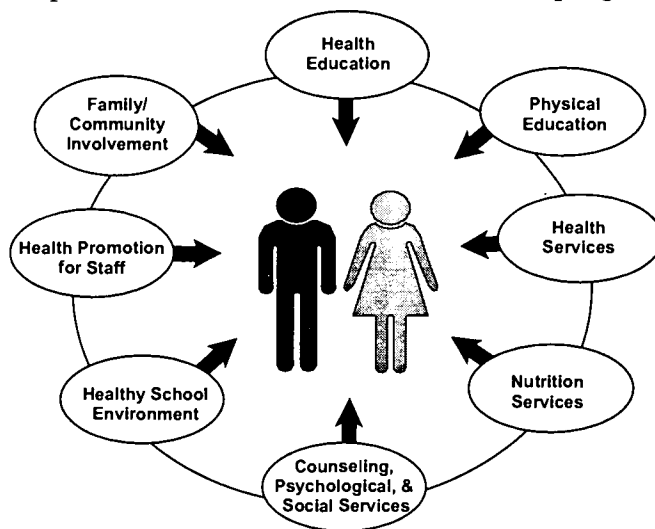 Health
Education
Physical
Education
Health
Services
Nutrition
Services
Counseling,
Psychological, &
Social Services
Healthy School
Environment
Health Promotion
for Staff
Family/
Community
Involvement